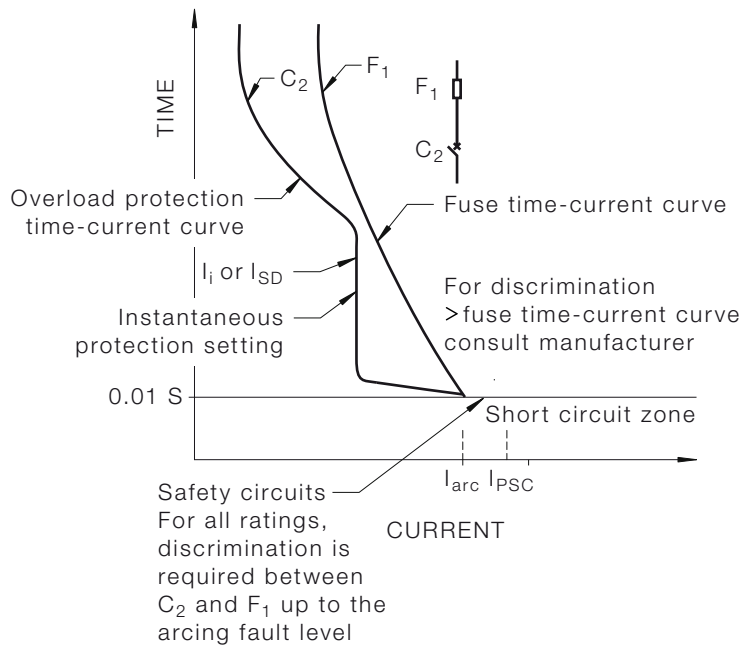 TIME
C2
F1
F1
C2
Overload protection
time-current curve
Fuse time-current curve
Ii or ISD
Instantaneous
protection setting
For discrimination
>fuse time-current curve
consult manufacturer
0.01 S
Short circuit zone
Iarc IPSC
Safety circuits
For all ratings,
discrimination is
required between
C2 and F1 up to the
arcing fault level
CURRENT